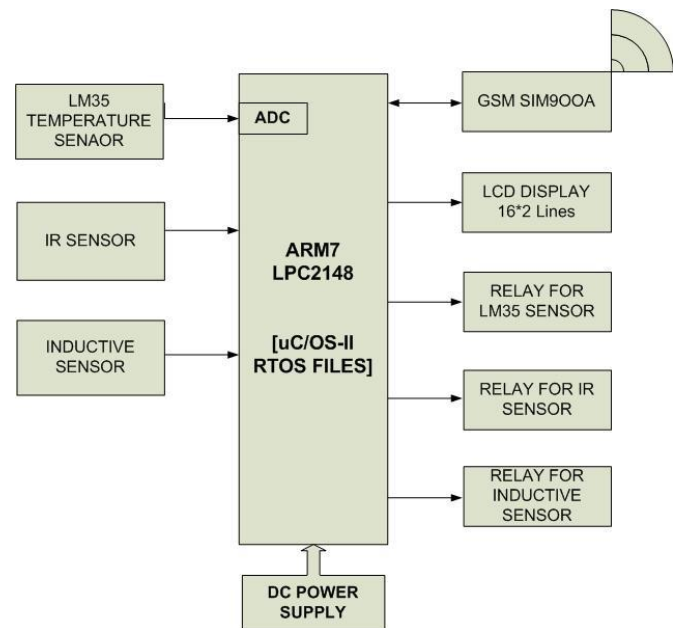 LM35
TEMPERATURE
SENAOR
IR SENSOR
INDUCTIVE
SENSOR
ADC
ARM7
LPC2148
[uC/OS-II
RTOS FILES]
DC POWER
SUPPLY
GSM SIM9OOA
LCD DISPLAY
16*2 Lines
RELAY FOR
LM35 SENSOR
RELAY FOR IR
SENSOR
RELAY FOR
INDUCTIVE
SENSOR